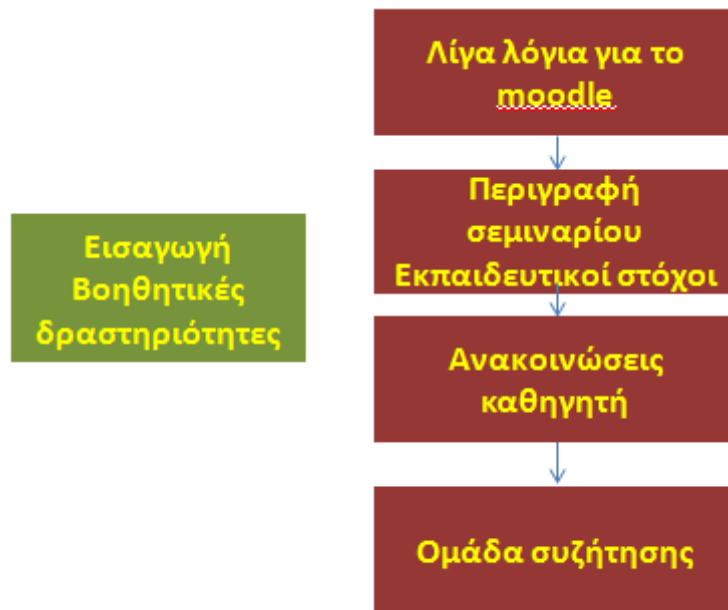 Λίγα λόγια για το
moodle
Περιγραφή
σεμιναρίου
Εκπαιδευτικοί στόχοι
Εισαγωγή
Βοηθητικές
δραστηριότητες
Ανακοινώσεις
καθηγητή
Ομάδα συζήτησης